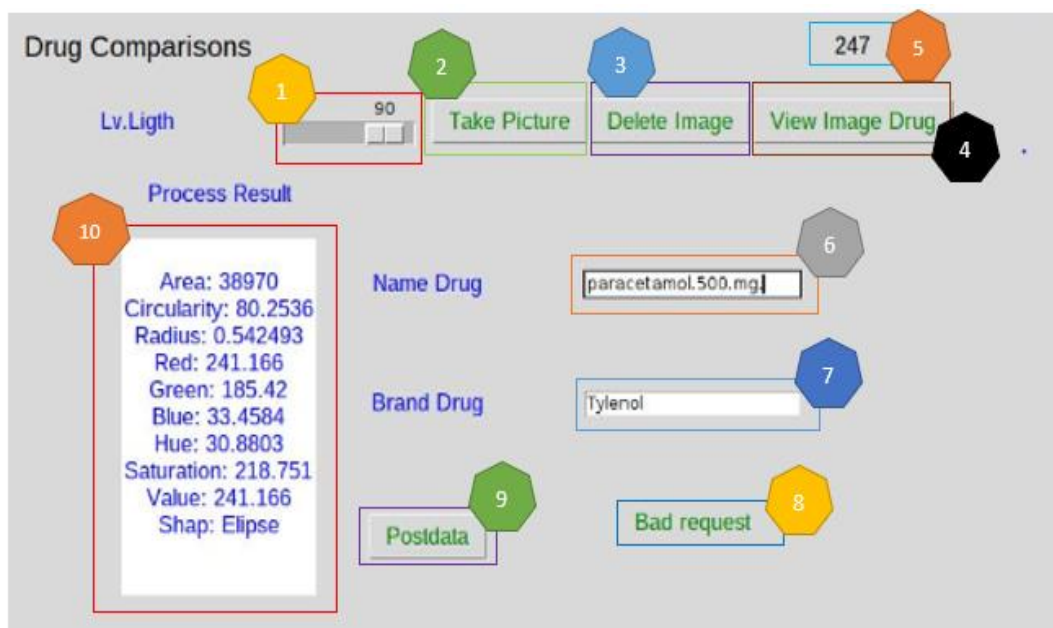 Drug Comparisons
247
5
1
2
3
90
Lv.Ligth
Take Picture
Delete Image
View Image Drug
4
Process Result
10
6
Area: 38970
Circularity: 80.2536
Radius: 0.542493
Red: 241.166
Green: 185.42
Blue: 33.4584
Hue: 30.8803
Saturation: 218.751
Value: 241.166
Shap: Elipse
Name Drug
paracetamol.500.mg.
7
Brand Drug
Tylenol
9
8
Postdata
Bad request